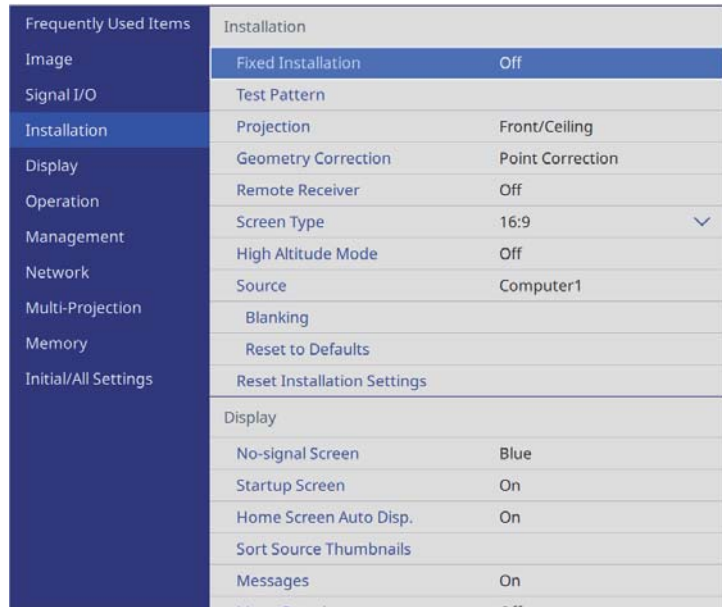 Frequently Used Items
Image
Signal I/O
Installation
Display
Operation
Management
Network
Multi-Projection
Memory
Initial/All Settings
Installation
Fixed Installation Off
Test Pattern
Projection Front/Ceiling
Geometry Correction Point Correction
Remote Receiver Off
Screen Type 16:9
High Altitude Mode Off
Source Computer1
Blanking
Reset to Defaults
Reset Installation Settings
Display
No-signal Screen Blue
Startup Screen On
Home Screen Auto Disp. On
Sort Source Thumbnails
Messages On